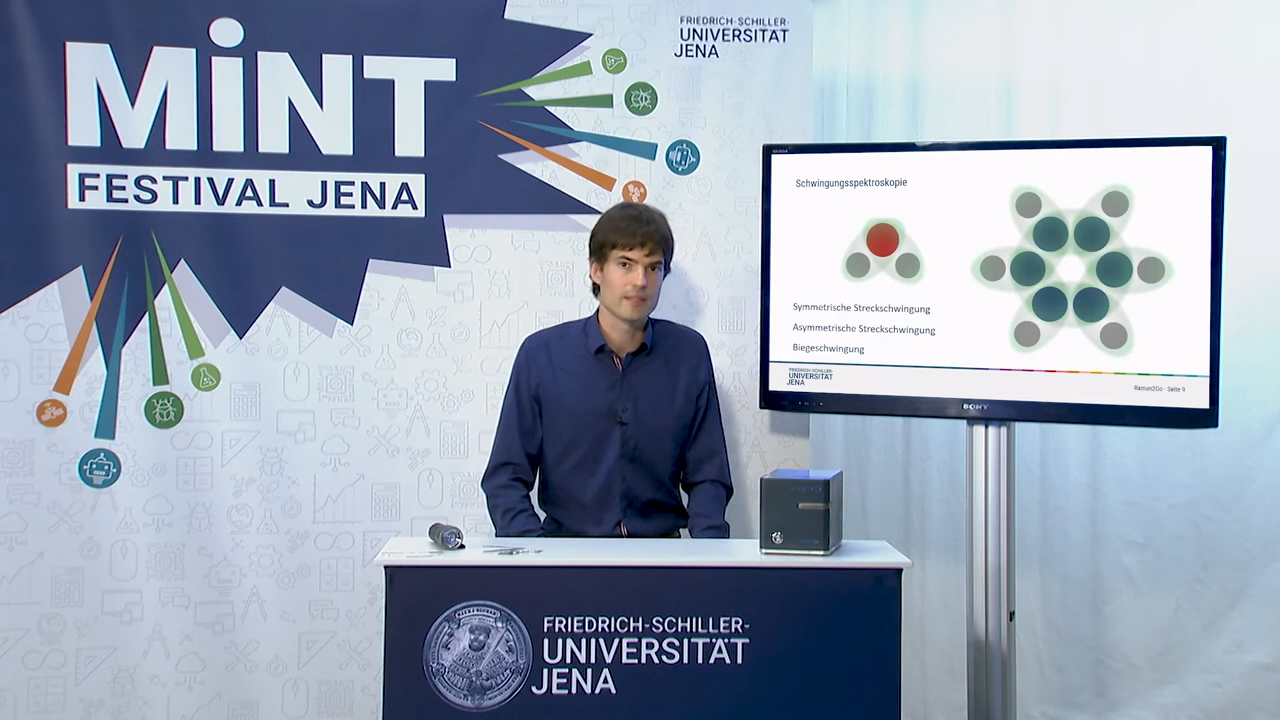 MiNT
FESTIVAL JENA
FRIEDRICH-SCHILLER-
UNIVERSITÄT
JENA
Schwingungsspektroskopie
Symmetrische Streckschwingung
Asymmetrische Streckschwingung
Biegeschwingung
FRIEDRICH-SCHILLER-
UNIVERSITÄT
JENA
Raman2Go - Seite 9
SONY
FRIEDRICH-SCHILLER-
UNIVERSITÄT
JENA